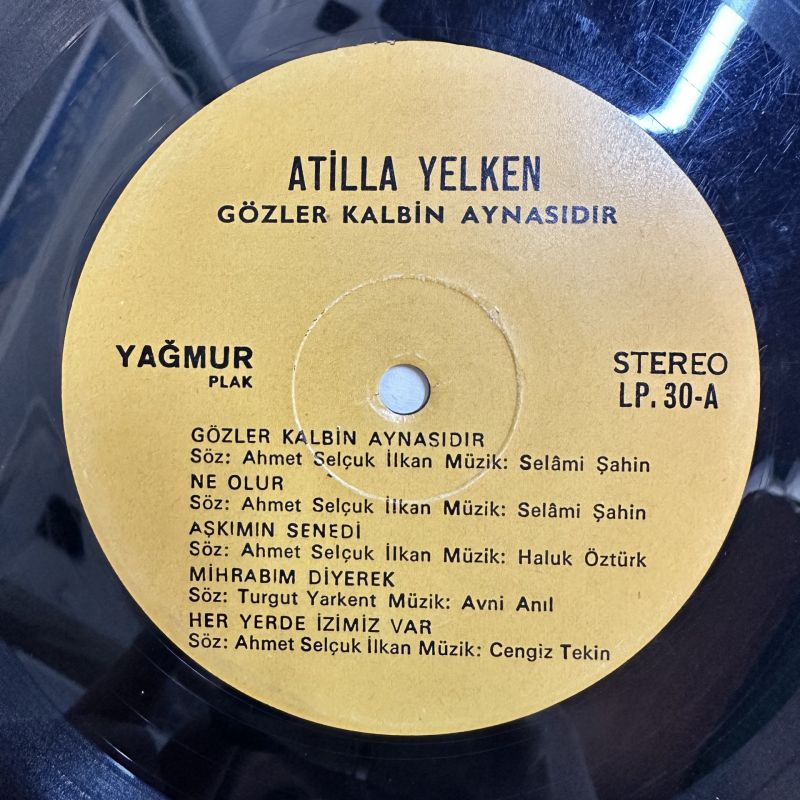 ATİLLA YELKEN
GÖZLER KALBİN AYNASIDIR
YAĞMUR
PLAK
STEREO
LP. 30-A
GÖZLER KALBİN AYNASIDIR
Söz: Ahmet Selçuk İlkan Müzik: Selâmi Şahin
NE OLUR
Söz: Ahmet Selçuk İlkan Müzik: Selâmi Şahin
AŞKIMIN SENEDİ
Söz: Ahmet Selçuk İlkan Müzik: Haluk Öztürk
MİHRABIM DİYEREK
Söz: Turgut Yarkent Müzik: Avni Anıl
HER YERDE İZİMİZ VAR
Söz: Ahmet Selçuk İlkan Müzik: Cengiz Tekin